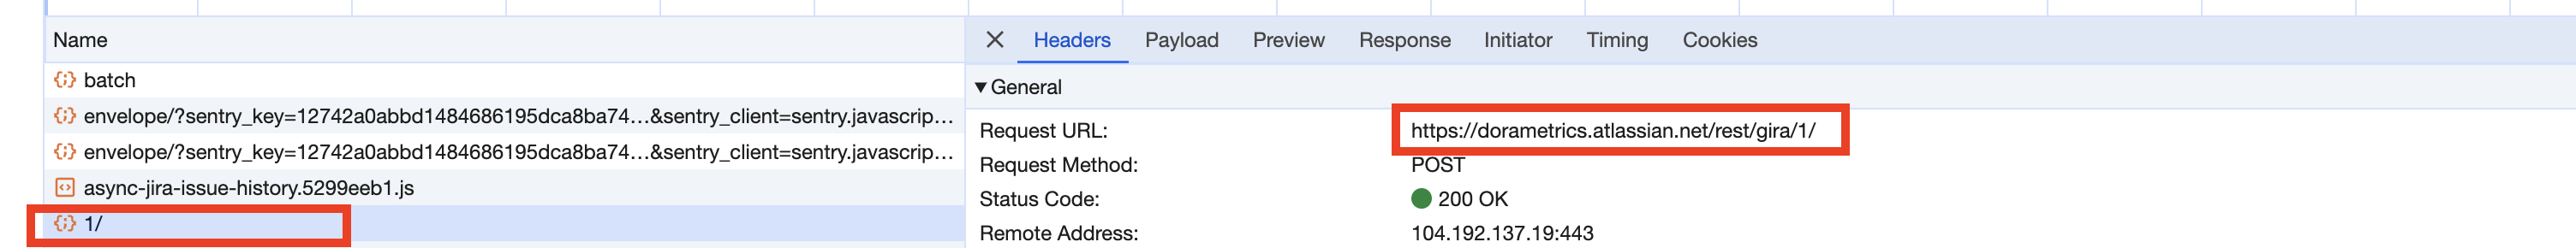 Name
batch
envelope/?sentry_key=12742a0abbd1484686195dca8ba74…&sentry_client=sentry.javascrip…
envelope/?sentry_key=12742a0abbd1484686195dca8ba74…&sentry_client=sentry.javascrip…
async-jira-issue-history.5299eeb1.js
1/
Headers Payload Preview Response Initiator Timing Cookies
General
Request URL: https://dorametrics.atlassian.net/rest/gira/1/
Request Method: POST
Status Code: 200 OK
Remote Address: 104.192.137.19:443